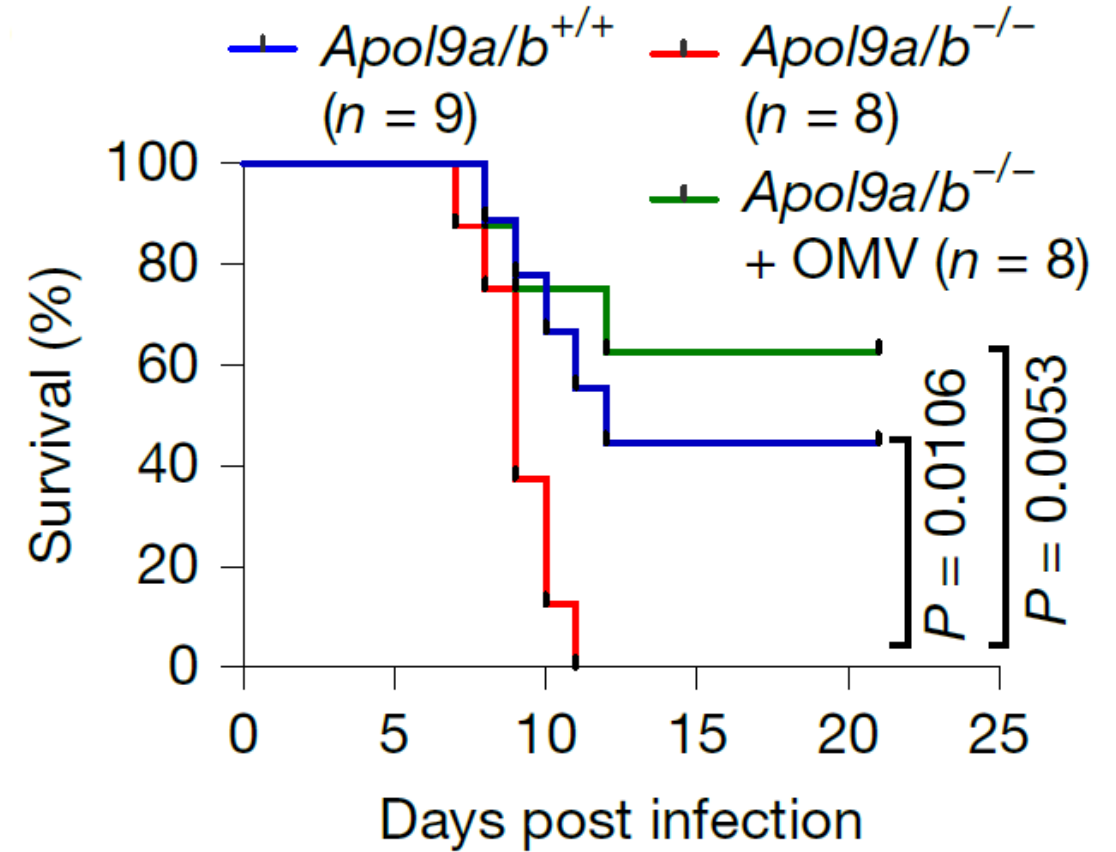 Apol9a/b+/+
(n = 9)
Apol9a/b−/−
(n = 8)
Apol9a/b−/−
+ OMV (n = 8)
Survival (%)
100
80
60
40
20
0
0 5 10 15 20 25
Days post infection
P = 0.0106
P = 0.0053